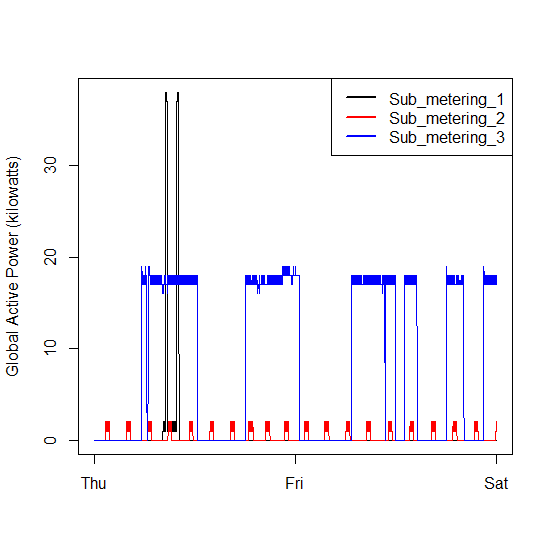 Sub_metering_1
Sub_metering_2
Sub_metering_3
Global Active Power (kilowatts)
30
20
10
0
Thu Fri Sat